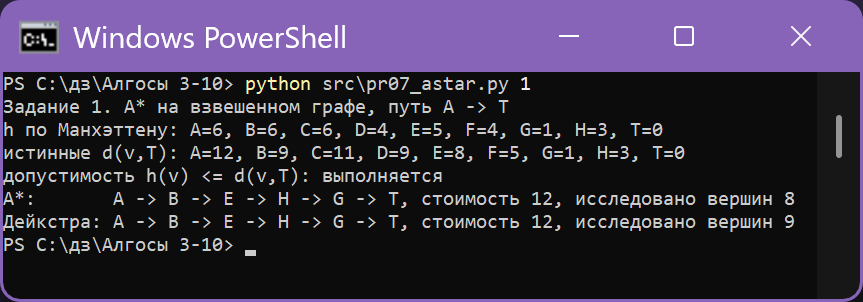 Windows PowerShell
PS C:\дз\Алгосы 3-10> python src\pr07_astar.py 1
Задание 1. A* на взвешенном графе, путь A -> T
h по Манхэттену: A=6, B=6, C=6, D=4, E=5, F=4, G=1, H=3, T=0
истинные d(v,T): A=12, B=9, C=11, D=9, E=8, F=5, G=1, H=3, T=0
допустимость h(v) <= d(v,T): выполняется
A*:       A -> B -> E -> H -> G -> T, стоимость 12, исследовано вершин 8
Дейкстра: A -> B -> E -> H -> G -> T, стоимость 12, исследовано вершин 9
PS C:\дз\Алгосы 3-10>